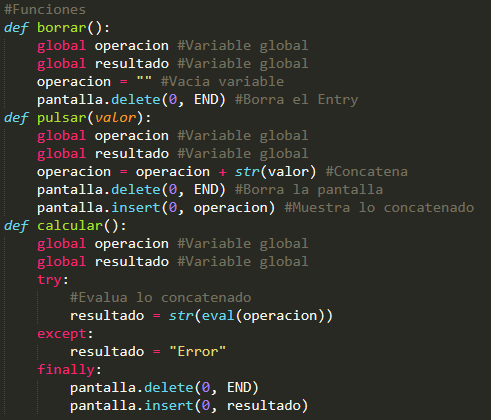 #Funciones
def borrar():
    global operacion #Variable global
    global resultado #Variable global
    operacion = "" #Vacia variable
    pantalla.delete(0, END) #Borra el Entry
def pulsar(valor):
    global operacion #Variable global
    global resultado #Variable global
    operacion = operacion + str(valor) #Concatena
    pantalla.delete(0, END) #Borra la pantalla
    pantalla.insert(0, operacion) #Muestra lo concatenado
def calcular():
    global operacion #Variable global
    global resultado #Variable global
    try:
        #Evalua lo concatenado
        resultado = str(eval(operacion))
    except:
        resultado = "Error"
    finally:
        pantalla.delete(0, END)
        pantalla.insert(0, resultado)